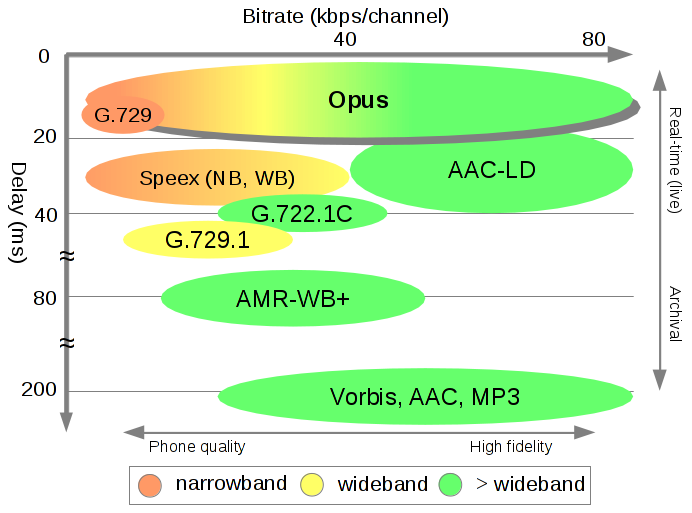 Bitrate (kbps/channel)
40
80
0
Opus
G.729
20
Speex (NB, WB)
AAC-LD
40
G.722.1C
G.729.1
≈
80
AMR-WB+
≈
200
Vorbis, AAC, MP3
Delay (ms)
Real-time (live)
Archival
Phone quality
High fidelity
narrowband
wideband
> wideband